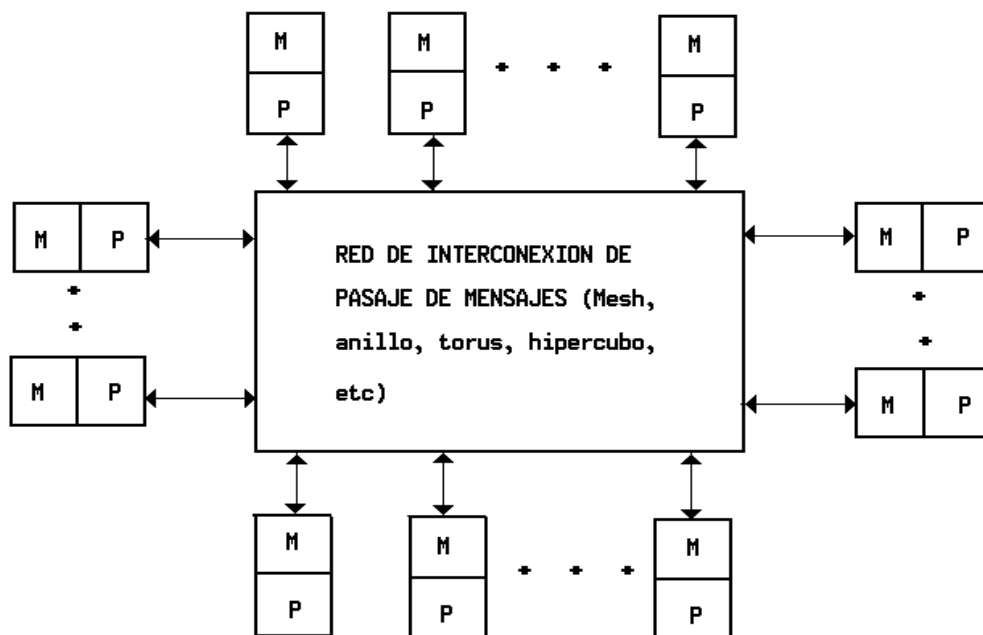 M
M
M
P
P
P
M P
M P
RED DE INTERCONEXION DE
PASAJE DE MENSAJES (Mesh,
anillo, torus, hipercubo,
etc)
M P
M P
M
M
M
P
P
P